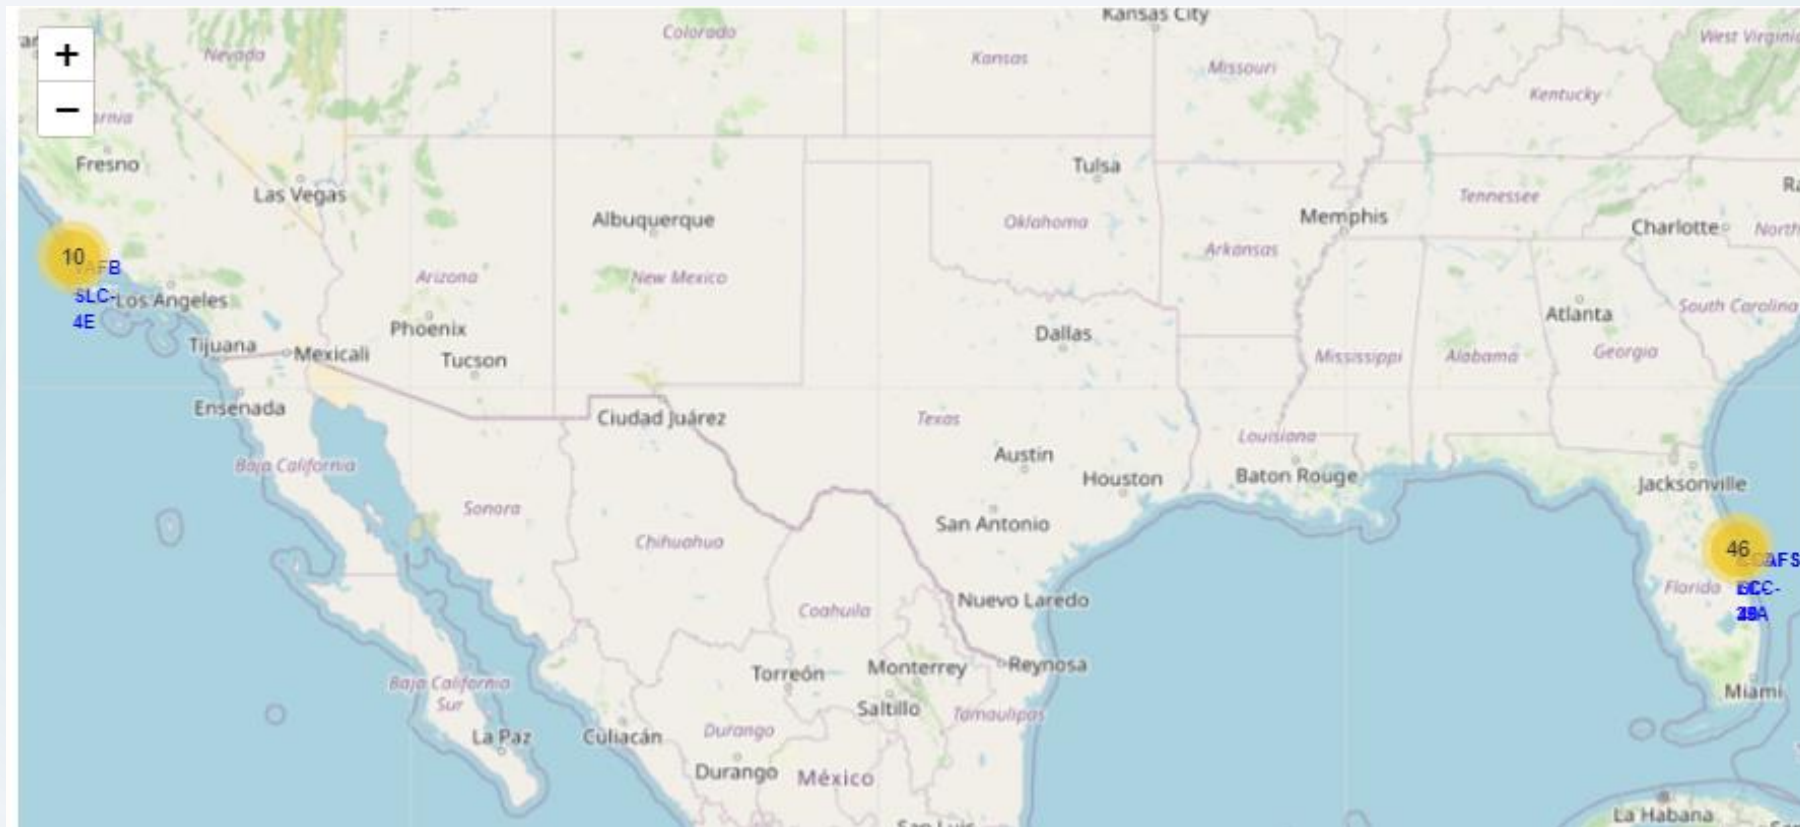 Kansas City
+
−
Nevada
Colorado
Kansas
Missouri
West Virginia
Kentucky
Fresno
Las Vegas
Tulsa
Albuquerque
Oklahoma
Memphis
Tennessee
Charlotte
North
Arkansas
10
VAFB
SLC-
4E
Los Angeles
Arizona
New Mexico
Phoenix
Dallas
Atlanta
South Carolina
Tijuana
Mexicali
Tucson
Mississippi
Alabama
Georgia
Ensenada
Ciudad Juárez
Texas
Louisiana
Baja California
Austin
Houston
Baton Rouge
Jacksonville
Sonora
San Antonio
Chihuahua
46
Florida
Coahuila
Nuevo Laredo
Torreón
Monterrey
Reynosa
Baja California
Sur
Saltillo
Tamaulipas
Miami
La Paz
Culiacán
Durango
Durango
México
La Habana